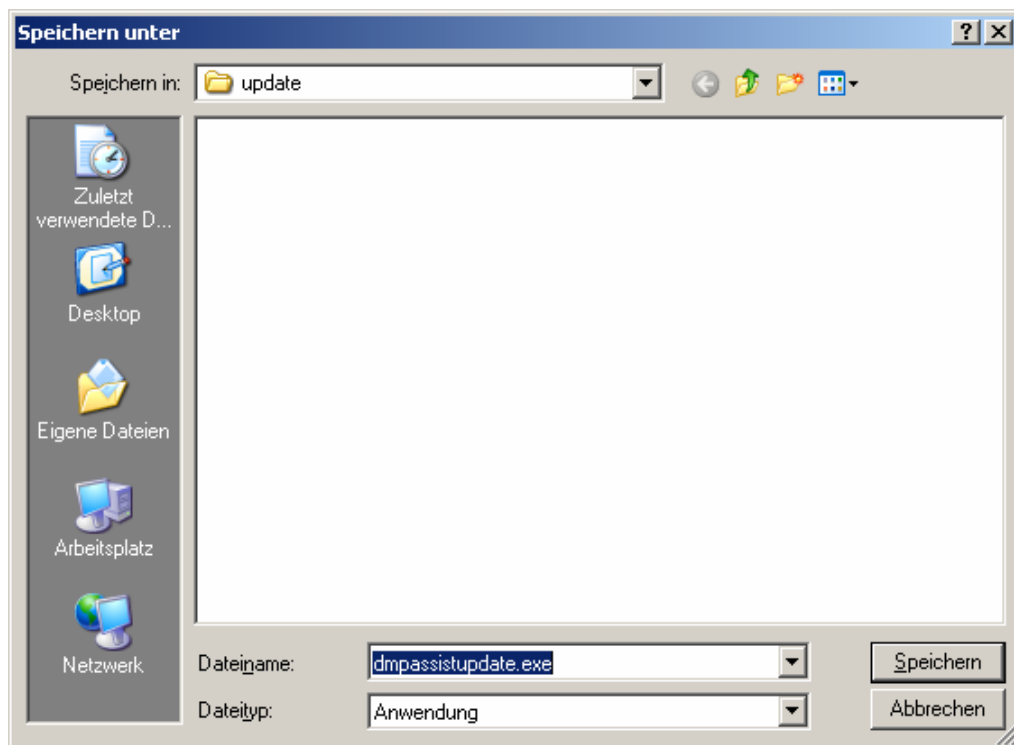 Speichern unter
Speichern in:
update
Zuletzt
verwendete D...
Desktop
Eigene Dateien
Arbeitsplatz
Netzwerk
Dateiname:
dmpassistupdate.exe
Speichern
Dateityp:
Anwendung
Abbrechen